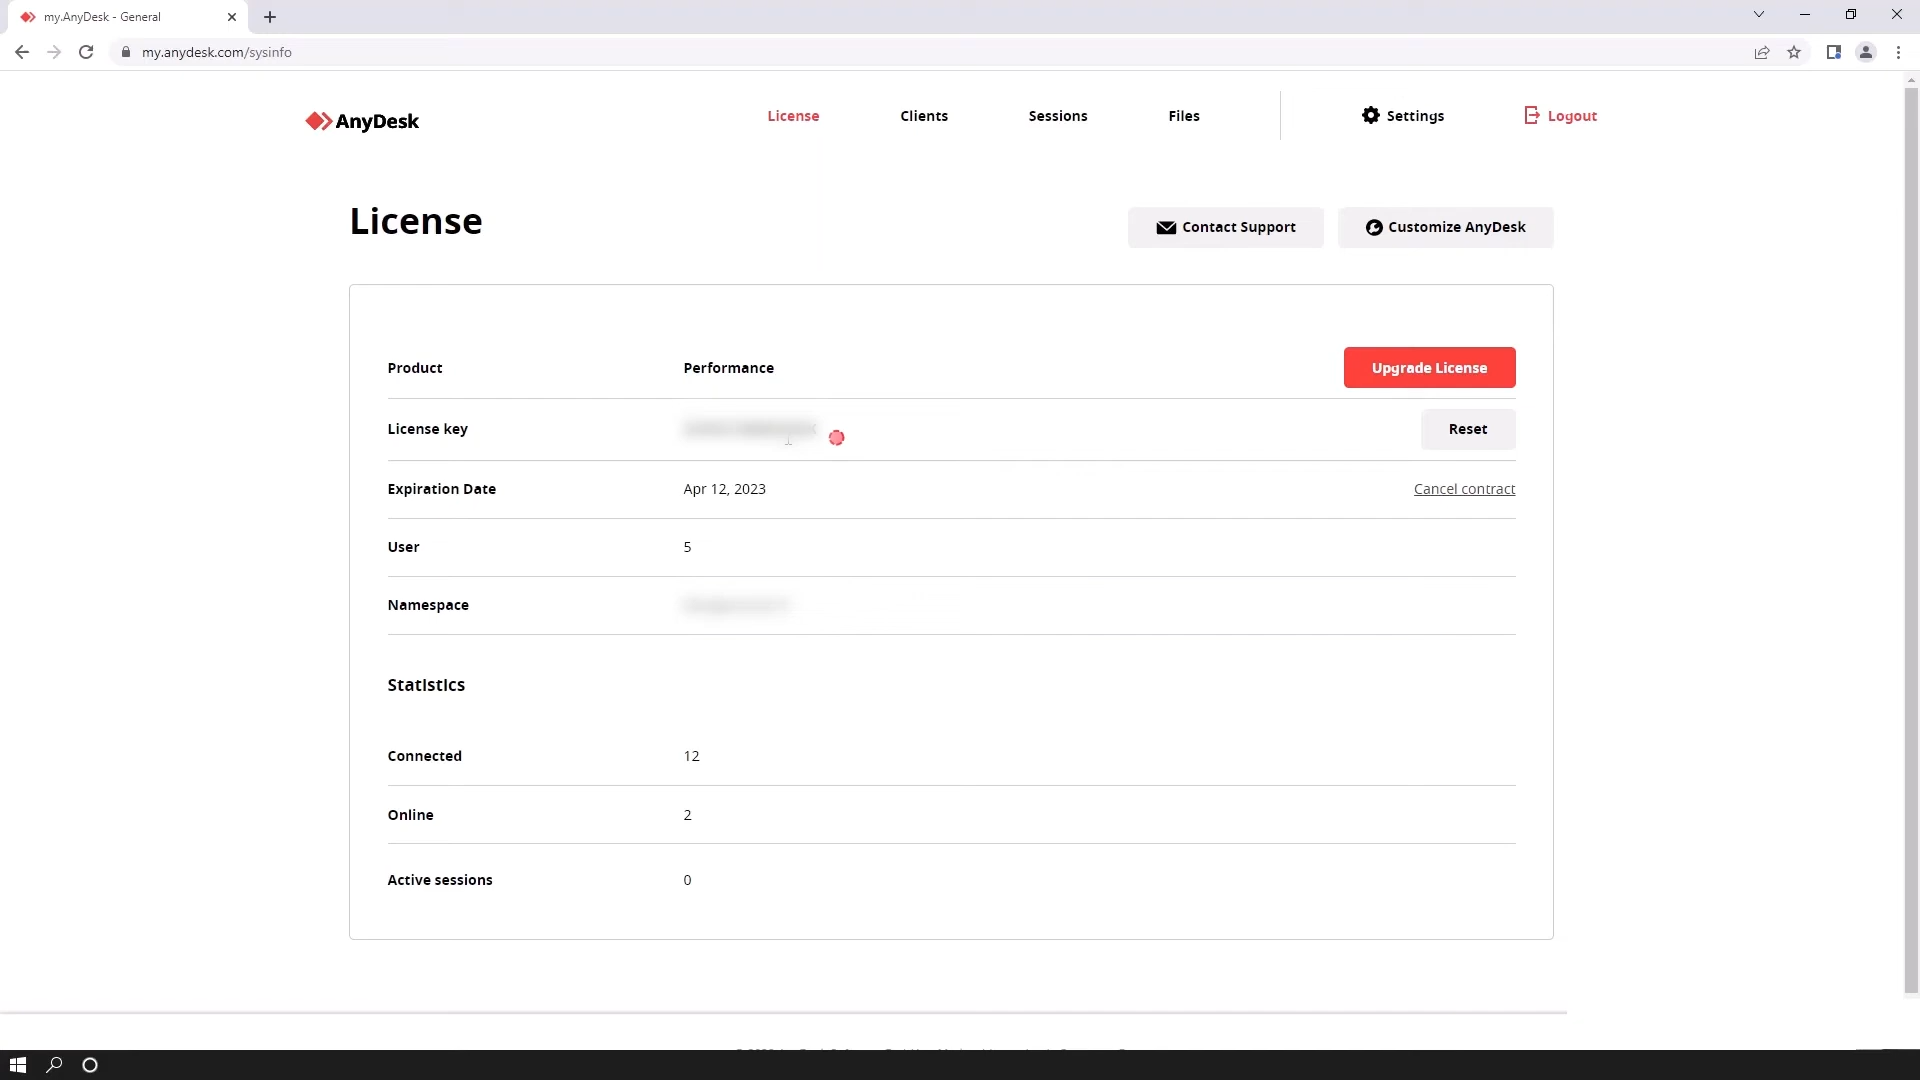 my.AnyDesk - General
my.anydesk.com/sysinfo
AnyDesk
License
Clients
Sessions
Files
Settings
Logout
License
Contact Support
Customize AnyDesk
Product
Performance
Upgrade License
License key
Reset
Expiration Date
Apr 12, 2023
Cancel contract
User
5
Namespace
Statistics
Connected
12
Online
2
Active sessions
0